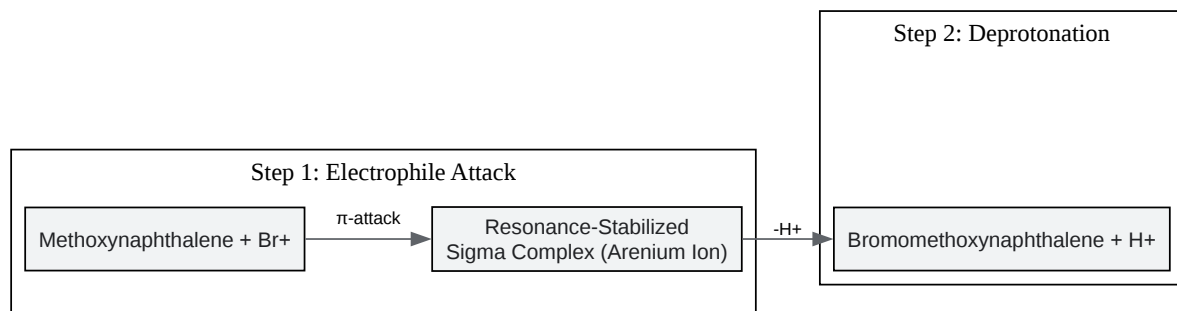 Step 2: Deprotonation
Step 1: Electrophile Attack
Methoxynaphthalene + Br+
π-attack
Resonance-Stabilized
Sigma Complex (Arenium Ion)
-H+
Bromomethoxynaphthalene + H+